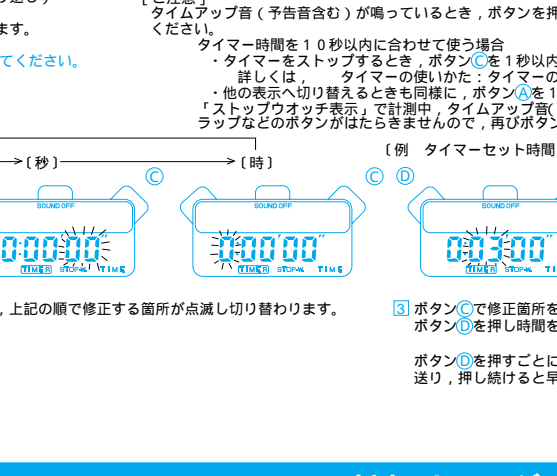 ［ご注意］
タイムアップ音（予告音含む）が鳴っているとき，ボタンを押
ください。
ます。
てください。
タイマー時間を１０秒以内に合わせて使う場合
・タイマーをストップするとき，ボタンⒸを１秒以内
詳しくは， タイマーの使いかた：タイマーの
・他の表示へ切り替えるときも同様に，ボタンⒶを１
「ストップウオッチ表示」で計測中，タイムアップ音（
ラップなどのボタンがはたらきませんので，再びボタン
〔秒〕
〔時〕
〔例 タイマーセット時間
Ⓒ
Ⓒ Ⓓ
SOUND OFF
0:00'00"
TIMER STOP TIME
SOUND OFF
0:00'00"
TIMER STOP TIME
SOUND OFF
0:03'00"
TIMER STOP TIME
，上記の順で修正する箇所が点滅し切り替わります。
3 ボタンⒸで修正箇所を
ボタンⒹを押し時間を
ボタンⒹを押すごとに
送り，押し続けると早